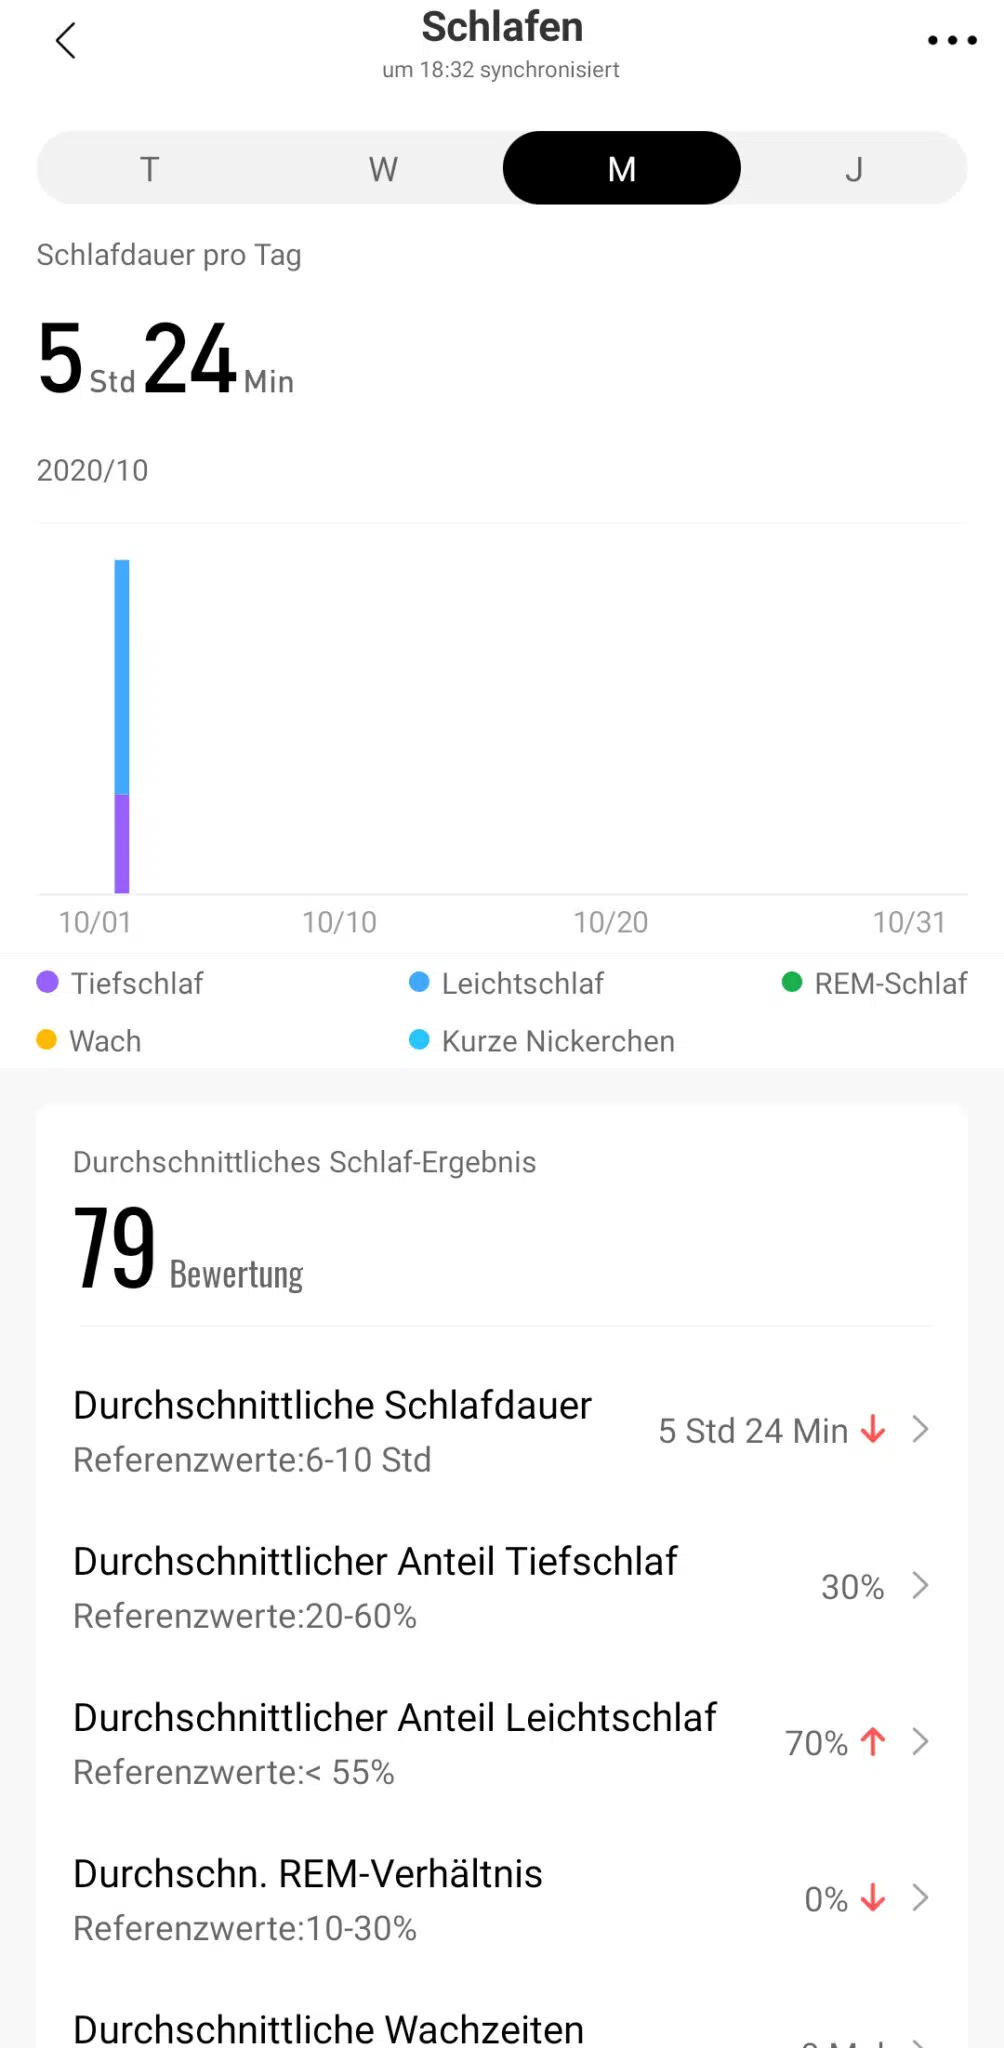 Schlafen
um 18:32 synchronisiert
T W M J
Schlafdauer pro Tag
5 Std 24 Min
2020/10
10/01 10/10 10/20 10/31
Tiefschlaf Leichtschlaf REM-Schlaf
Wach Kurze Nickerchen
Durchschnittliches Schlaf-Ergebnis
79 Bewertung
Durchschnittliche Schlafdauer
5 Std 24 Min
Referenzwerte:6-10 Std
Durchschnittlicher Anteil Tiefschlaf
30%
Referenzwerte:20-60%
Durchschnittlicher Anteil Leichtschlaf
70%
Referenzwerte:< 55%
Durchschn. REM-Verhältnis
0%
Referenzwerte:10-30%
Durchschnittliche Wachzeiten